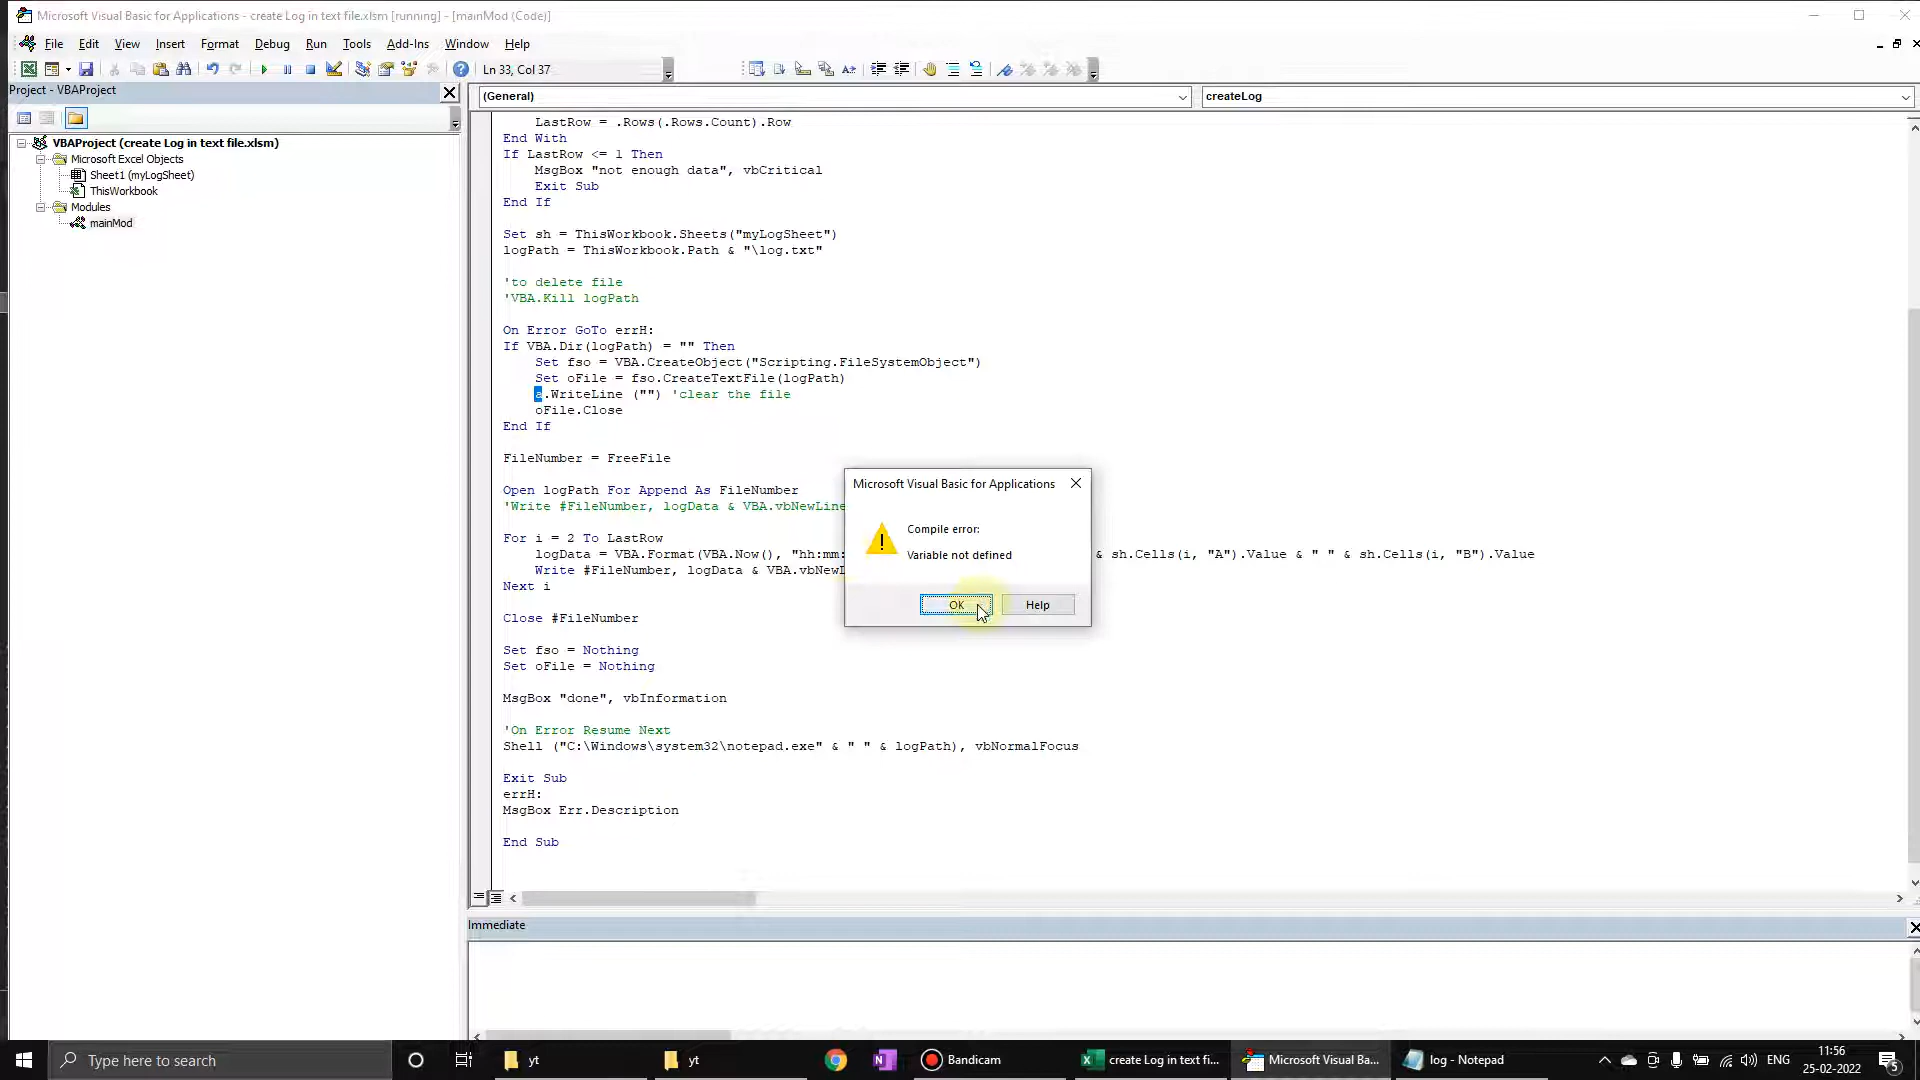 Microsoft Visual Basic for Applications - create Log in text file.xlsm [running] - [mainMod (Code)]
File Edit View Insert Format Debug Run Tools Add-Ins Window Help
Ln 33, Col 37
Project - VBAProject
(General)
createLog
VBAProject (create Log in text file.xlsm)
Microsoft Excel Objects
Sheet1 (myLogSheet)
ThisWorkbook
Modules
mainMod
LastRow = .Rows(.Rows.Count).Row
End With
If LastRow <= 1 Then
MsgBox "not enough data", vbCritical
Exit Sub
End If
Set sh = ThisWorkbook.Sheets("myLogSheet")
logPath = ThisWorkbook.Path & "\log.txt"
'to delete file
'VBA.Kill logPath
On Error GoTo errH:
If VBA.Dir(logPath) = "" Then
Set fso = VBA.CreateObject("Scripting.FileSystemObject")
Set oFile = fso.CreateTextFile(logPath)
a.WriteLine ("") 'clear the file
oFile.Close
End If
FileNumber = FreeFile
Open logPath For Append As FileNumber
'Write #FileNumber, logData & VBA.vbNewLine
For i = 2 To LastRow
logData = VBA.Format(VBA.Now(), "hh:mm: & sh.Cells(i, "A").Value & " " & sh.Cells(i, "B").Value
Write #FileNumber, logData & VBA.vbNewL
Next i
Close #FileNumber
Set fso = Nothing
Set oFile = Nothing
MsgBox "done", vbInformation
'On Error Resume Next
Shell ("C:\Windows\system32\notepad.exe" & " " & logPath), vbNormalFocus
Exit Sub
errH:
MsgBox Err.Description
End Sub
Microsoft Visual Basic for Applications
Compile error:
Variable not defined
OK
Help
Immediate
Type here to search
yt
yt
Bandicam
create Log in text fi...
Microsoft Visual Ba...
log - Notepad
ENG
11:56
25-02-2022
5